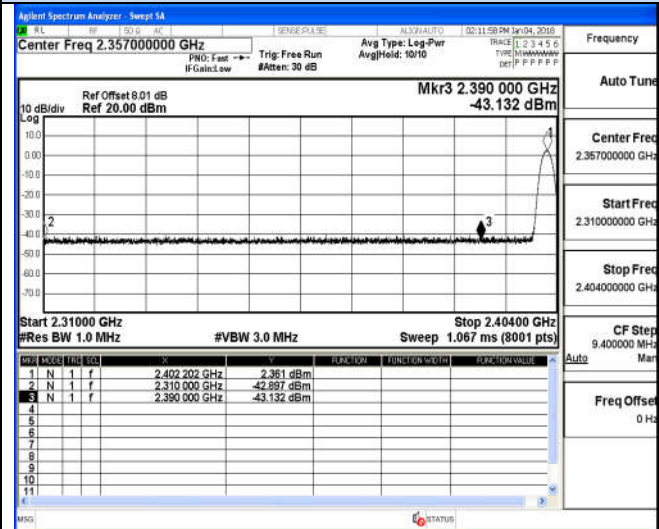 Agilent Spectrum Analyzer - Swept SA
RL RF 50 Ω AC SENSE:PULSE ALIGN AUTO 02:11:58 PM Jan 04, 2018
Center Freq 2.357000000 GHz
PNO: Fast
IFGain:Low
Trig: Free Run
#Atten: 30 dB
Avg Type: Log-Pwr
Avg|Hold: 10/10
TRACE 1 2 3 4 5 6
TYPE MWWWWW
DET P P P P P P
Ref Offset 8.01 dB
10 dB/div Ref 20.00 dBm
Mkr3 2.390 000 GHz
-43.132 dBm
Log
10.0
0.00
-10.0
-20.0
-30.0
-40.0
-50.0
-60.0
-70.0
1
2
3
Start 2.31000 GHz Stop 2.40400 GHz
#Res BW 1.0 MHz #VBW 3.0 MHz Sweep 1.067 ms (8001 pts)
MKR MODE TRC SCL X Y FUNCTION FUNCTION WIDTH FUNCTION VALUE
1 N 1 f 2.402 202 GHz 2.361 dBm
2 N 1 f 2.310 000 GHz -42.897 dBm
3 N 1 f 2.390 000 GHz -43.132 dBm
4
5
6
7
8
9
10
11
MSG STATUS
Frequency
Auto Tune
Center Freq
2.357000000 GHz
Start Freq
2.310000000 GHz
Stop Freq
2.404000000 GHz
CF Step
9.400000 MHz
Auto Man
Freq Offset
0 Hz